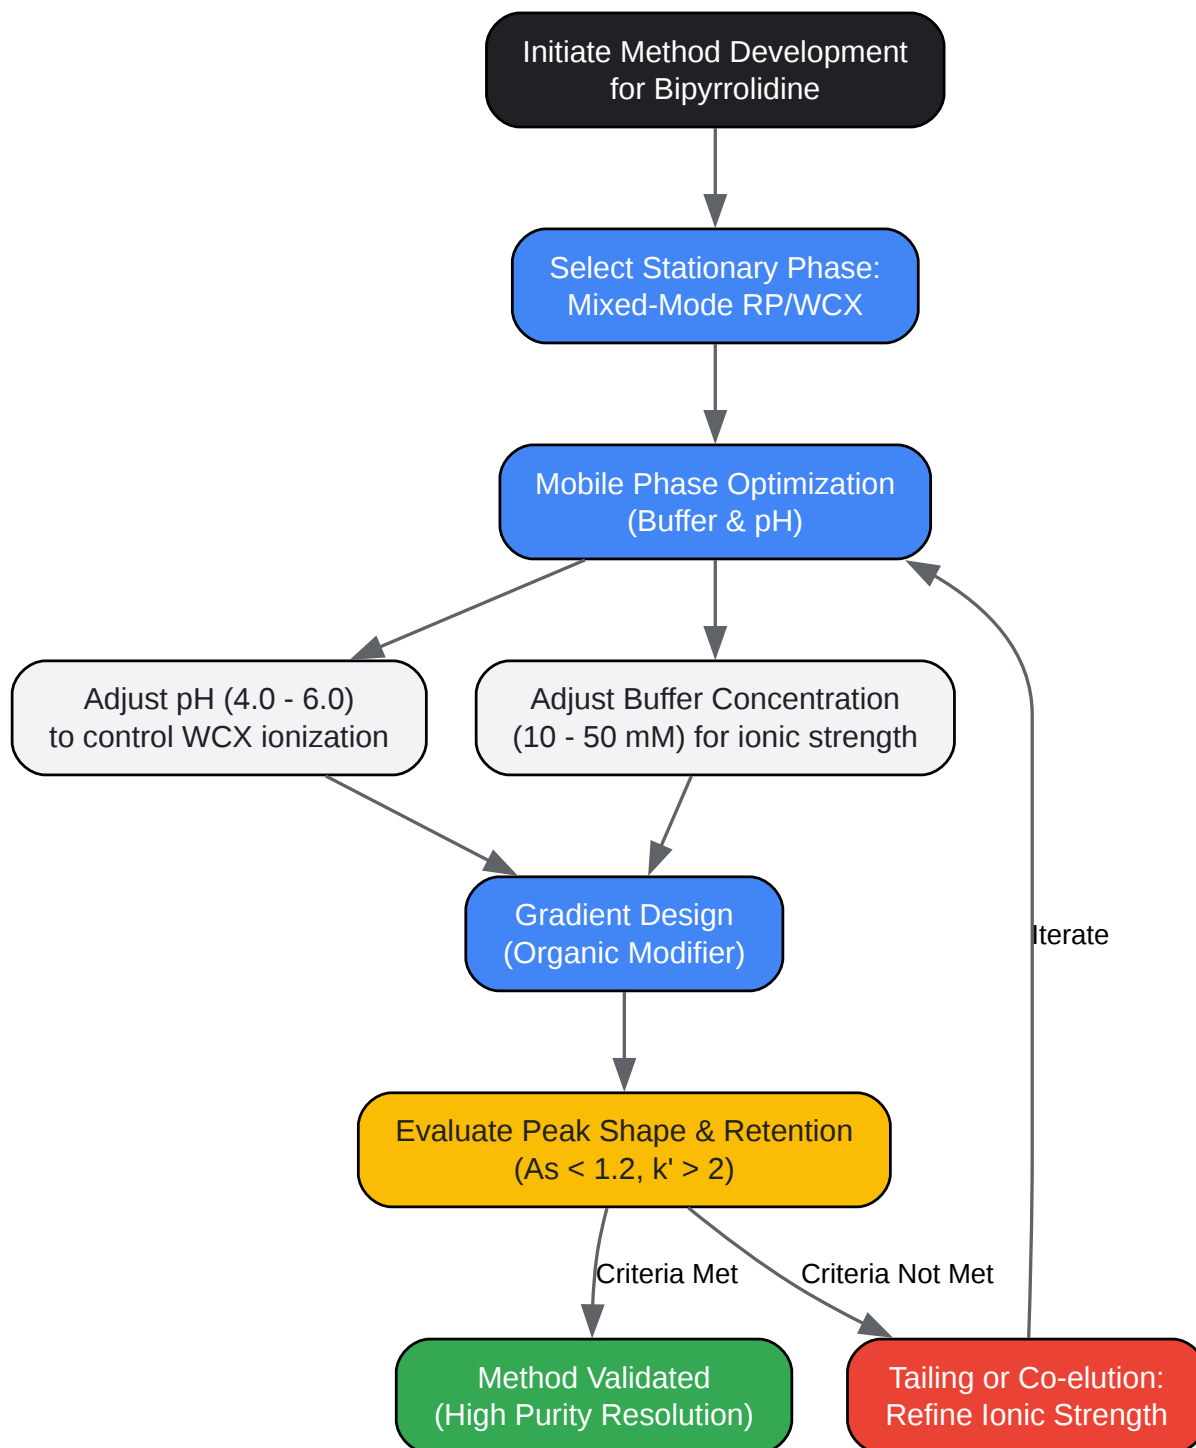 Initiate Method Development
for Bipyrrolidine
Select Stationary Phase:
Mixed-Mode RP/WCX
Mobile Phase Optimization
(Buffer & pH)
Adjust pH (4.0 - 6.0)
to control WCX ionization
Adjust Buffer Concentration
(10 - 50 mM) for ionic strength
Gradient Design
(Organic Modifier)
Iterate
Evaluate Peak Shape & Retention
(As < 1.2, k' > 2)
Criteria Met
Criteria Not Met
Method Validated
(High Purity Resolution)
Tailing or Co-elution:
Refine Ionic Strength